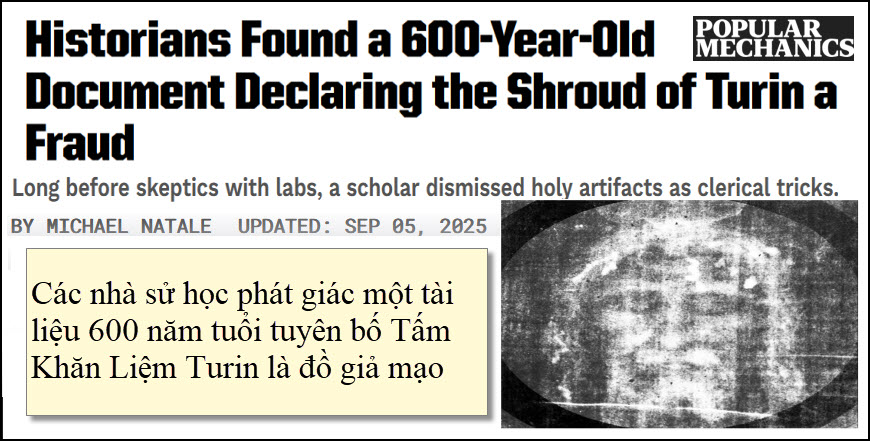 Historians Found a 600-Year-Old
Document Declaring the Shroud of Turin a
Fraud
POPULAR
MECHANICS
Long before skeptics with labs, a scholar dismissed holy artifacts as clerical tricks.
BY MICHAEL NATALE UPDATED: SEP 05, 2025
Các nhà sử học phát giác một tài
liệu 600 năm tuổi tuyên bố Tấm
Khăn Liệm Turin là đồ giả mạo